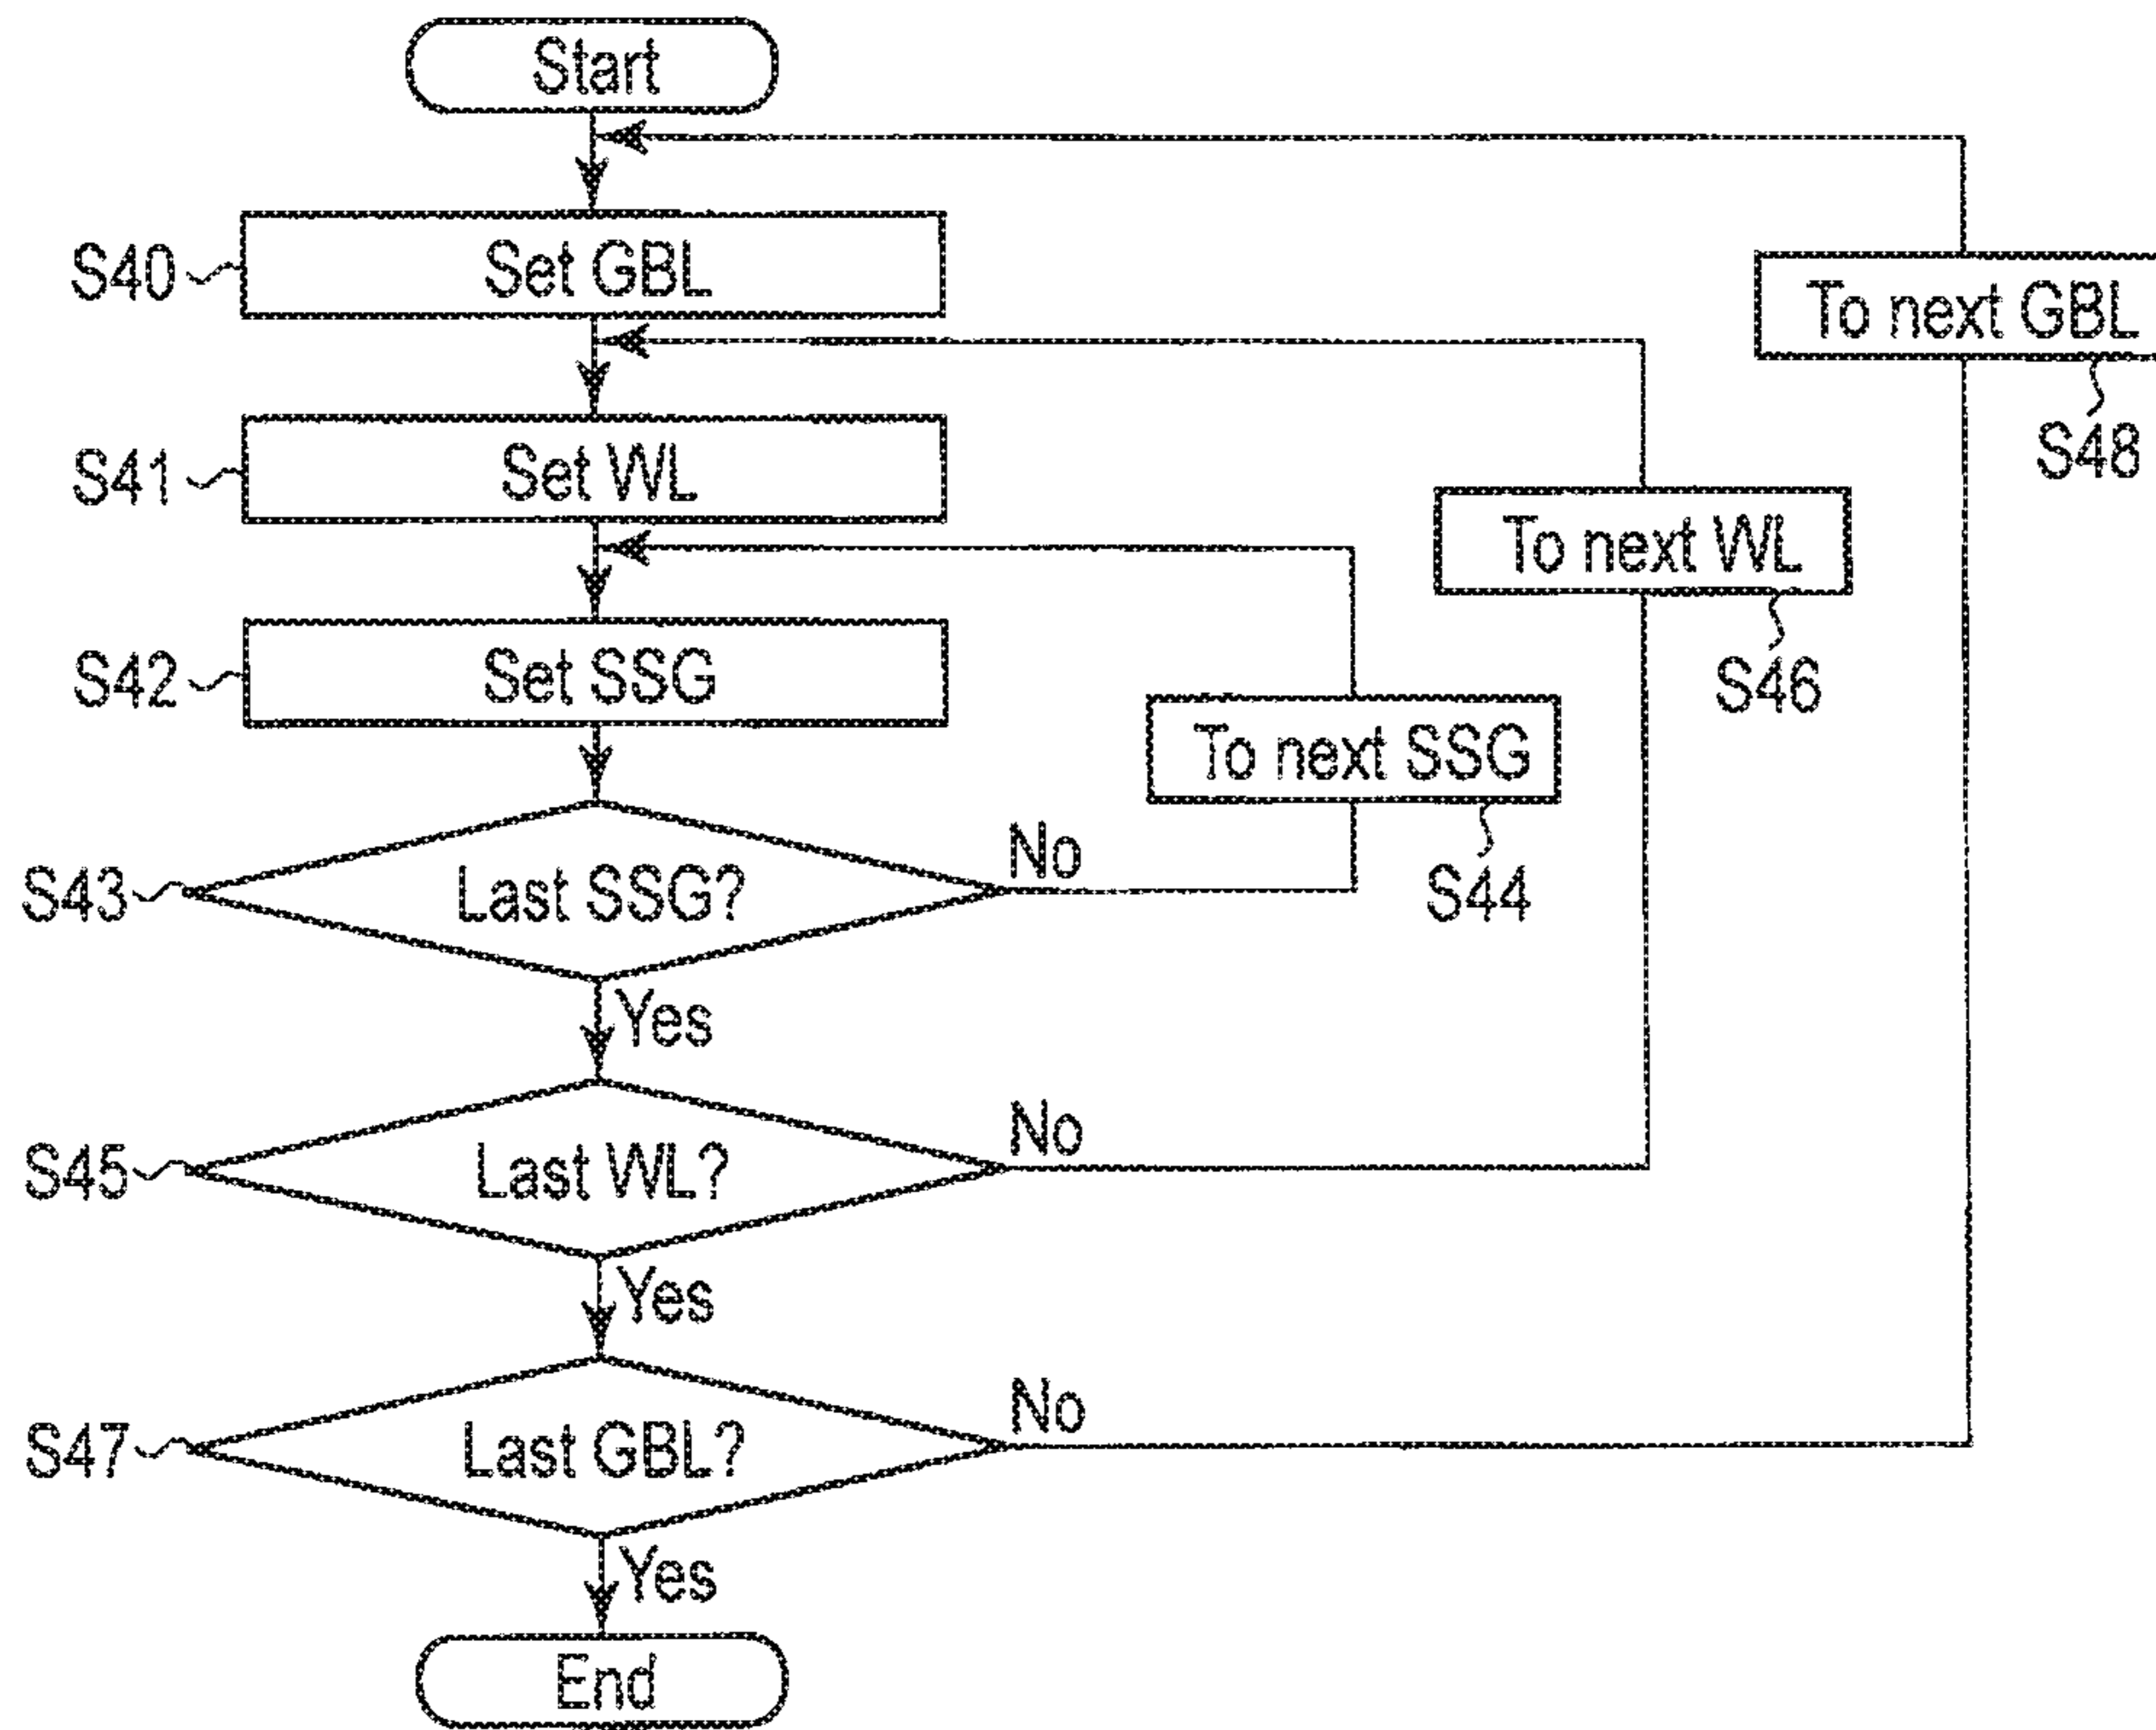 Start
S40
Set GBL
To next GBL
S48
S41
Set WL
To next WL
S46
S42
Set SSG
To next SSG
S44
S43
Last SSG?
No
Yes
S45
Last WL?
No
Yes
S47
Last GBL?
No
Yes
End